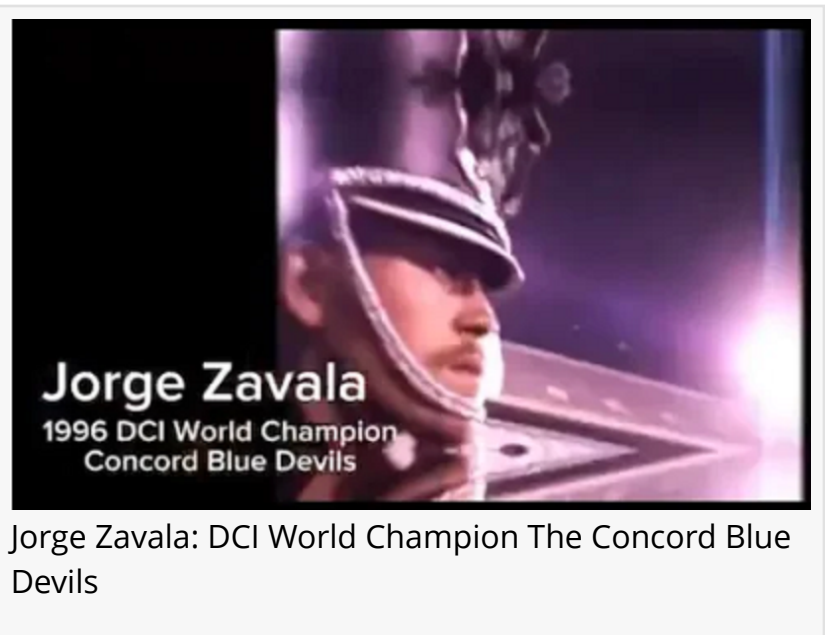 Jorge Zavala
1996 DCI World Champion
Concord Blue Devils
Jorge Zavala: DCI World Champion The Concord Blue
Devils